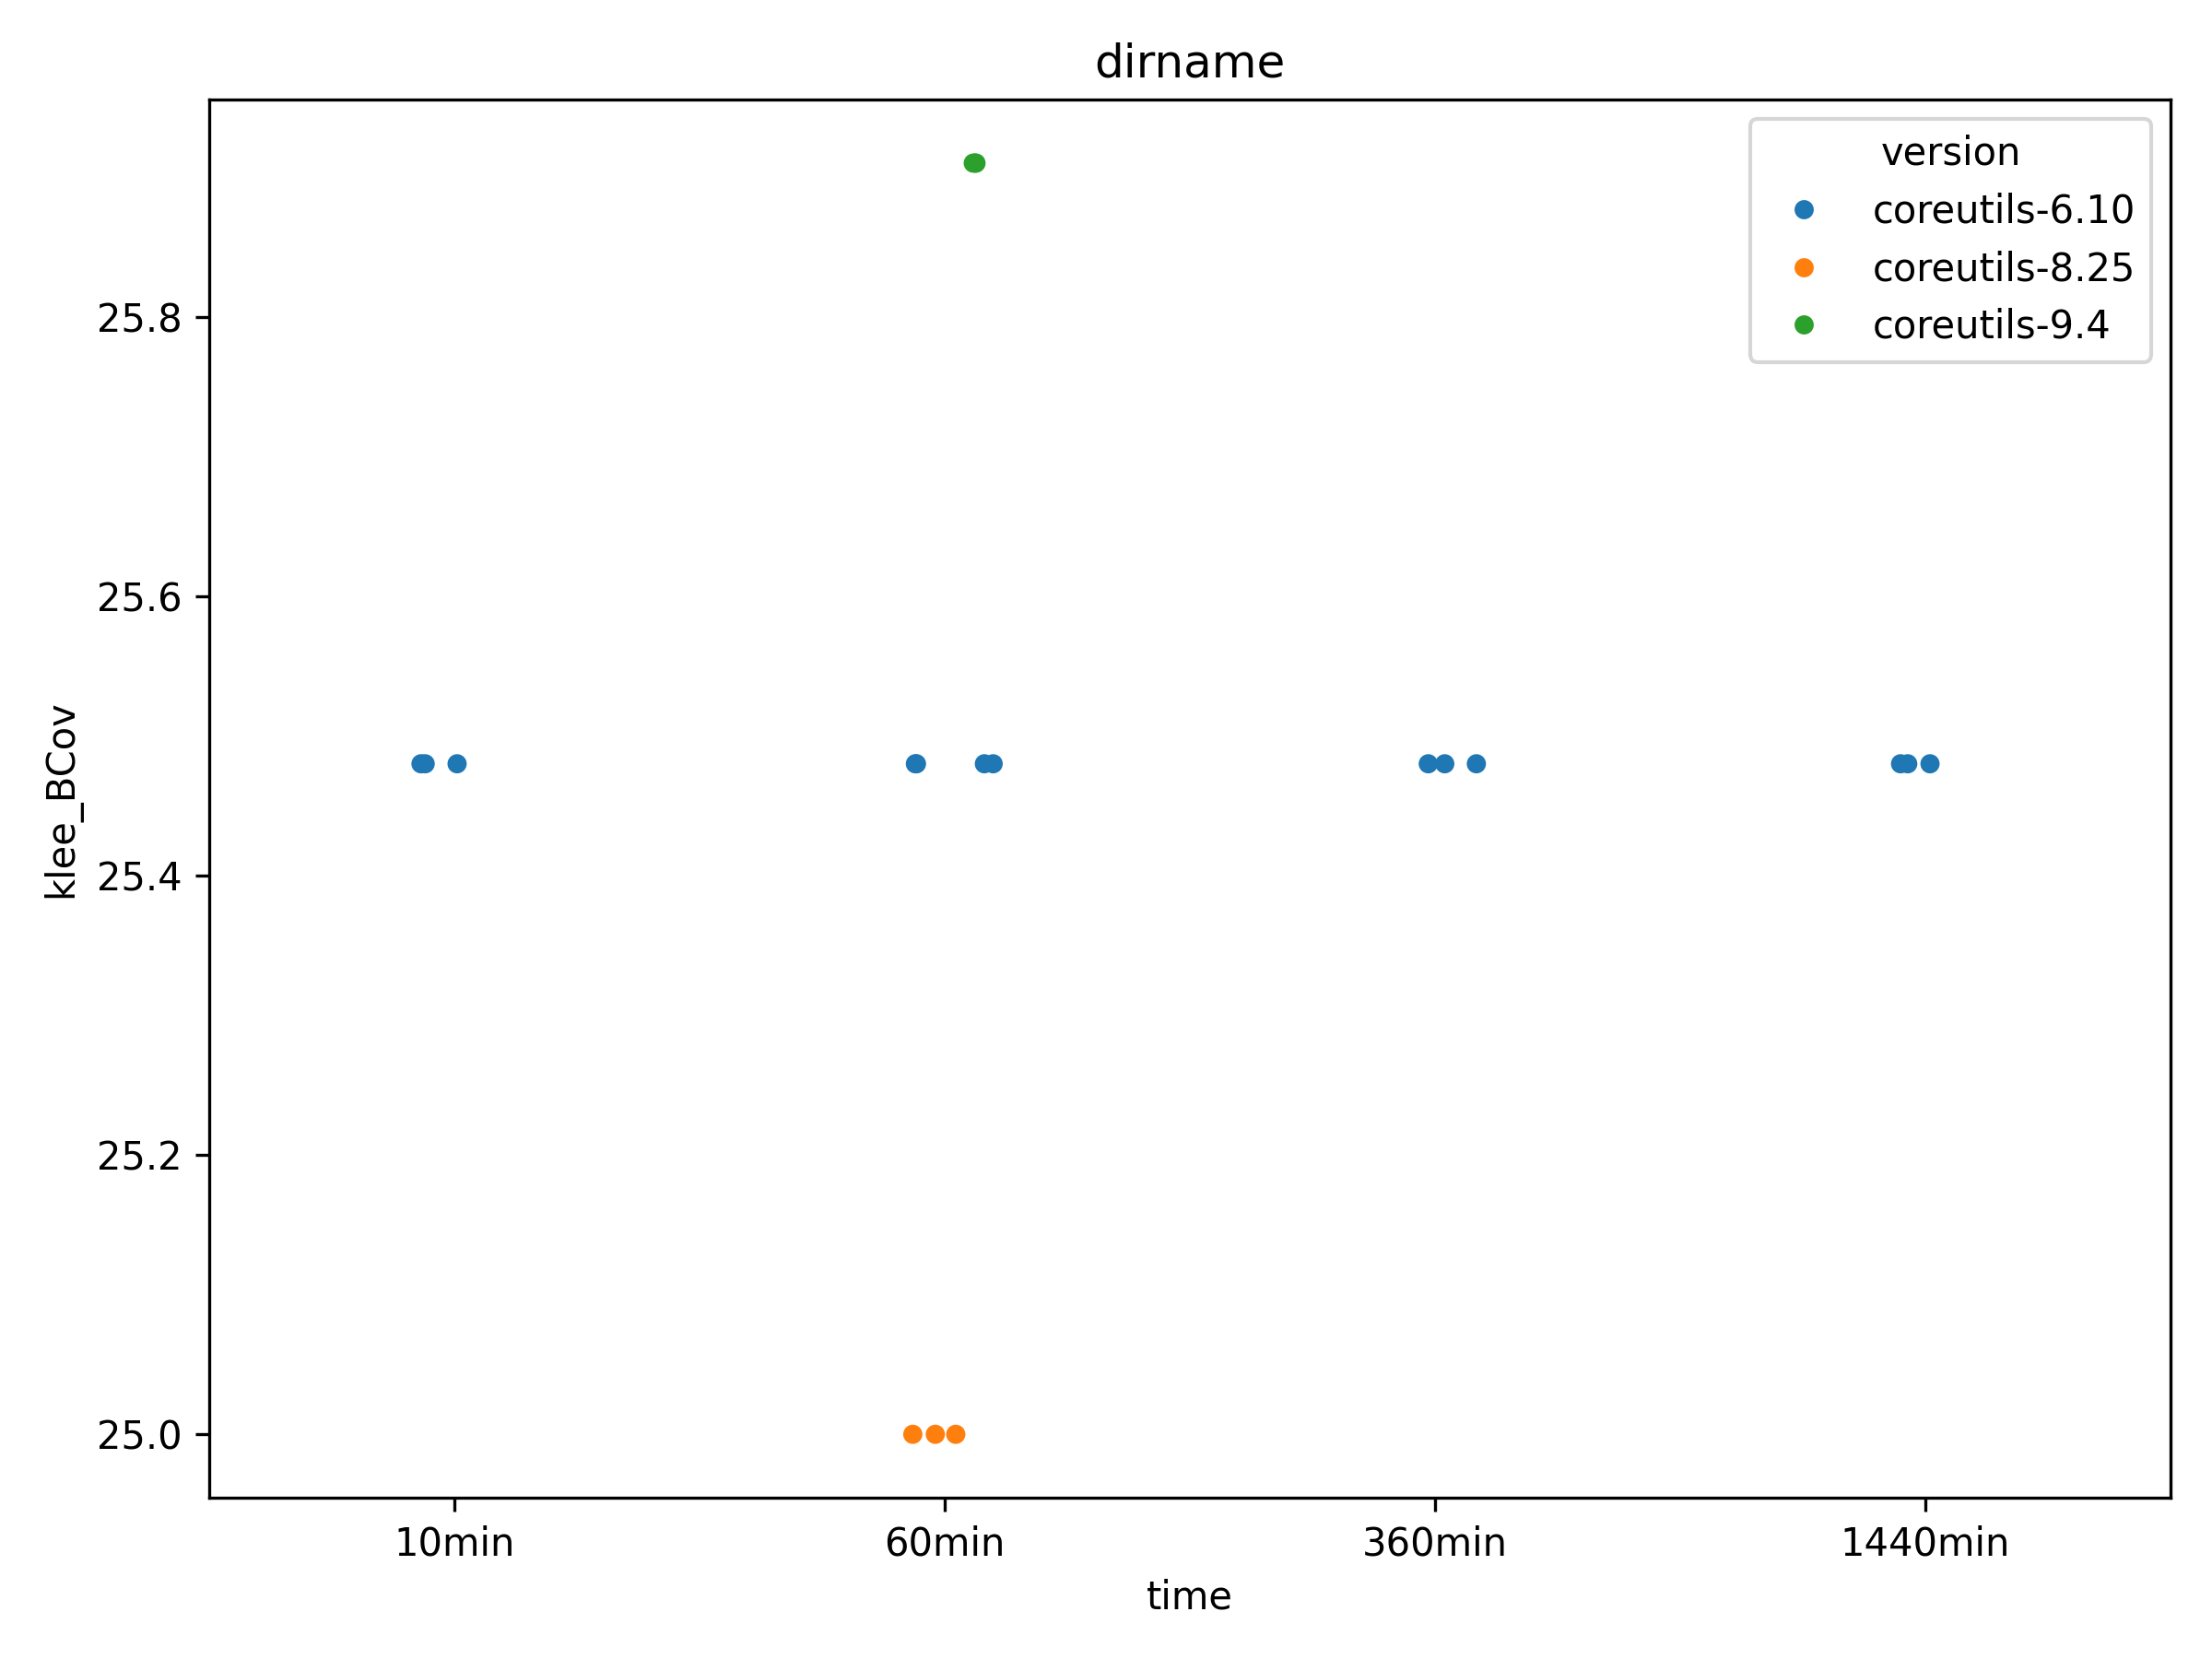 dirname
version
coreutils-6.10
coreutils-8.25
coreutils-9.4
klee_BCov
25.8
25.6
25.4
25.2
25.0
10min 60min 360min 1440min
time